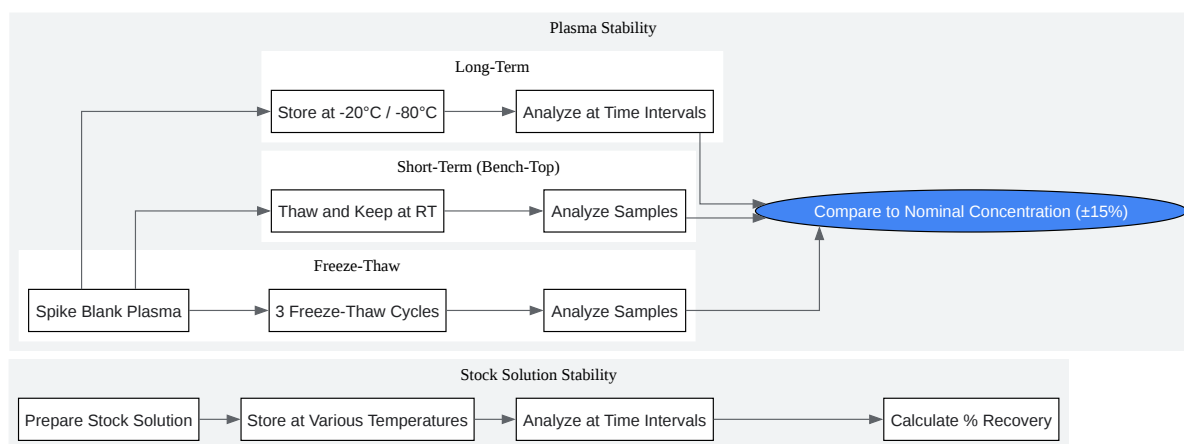 Plasma Stability
Long-Term
Store at -20°C / -80°C
Analyze at Time Intervals
Short-Term (Bench-Top)
Thaw and Keep at RT
Analyze Samples
Compare to Nominal Concentration (±15%)
Freeze-Thaw
Spike Blank Plasma
3 Freeze-Thaw Cycles
Analyze Samples
Stock Solution Stability
Prepare Stock Solution
Store at Various Temperatures
Analyze at Time Intervals
Calculate % Recovery